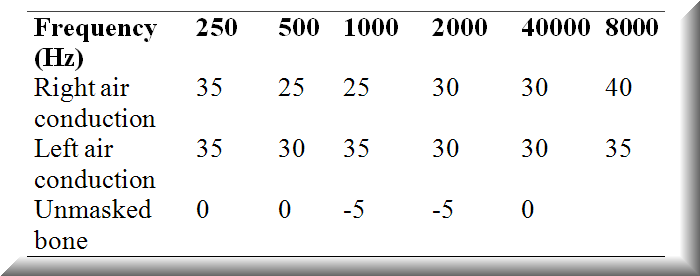 Frequency 250 500 1000 2000 40000 8000
(Hz)
Right air 35 25 25 30 30 40
conduction
Left air 35 30 35 30 30 35
conduction
Unmasked 0 0 -5 -5 0
bone